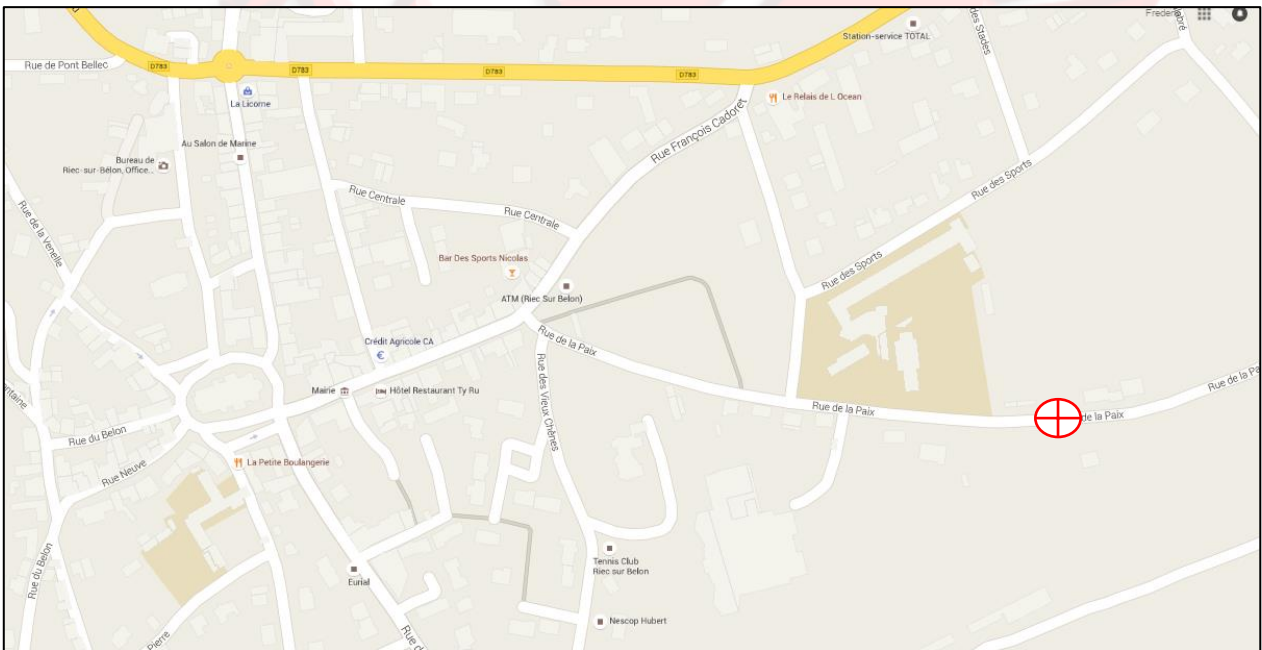 Frederic
labré
Station-service TOTAL
des Stades
Rue de Pont Bellec
D783
D783
D783
D783
La Licorne
Le Relais de L Ocean
Rue François Cadoret
Au Salon de Marine
Bureau de
Riec-sur-Bélon, Office...
Rue Centrale
Rue Centrale
Rue des Sports
Rue de la Venelle
Bar Des Sports Nicolas
Rue des Sports
ATM (Riec Sur Belon)
Crédit Agricole CA
€
Rue de la Paix
Mairie
Hôtel Restaurant Ty Ru
Rue des Vieux Chênes
Rue de la Paix
de la Paix
Rue de la Pa
ntaine
Rue du Belon
Rue Neuve
La Petite Boulangerie
Rue du Belon
Eurial
Tennis Club
Riec sur Belon
Nescop Hubert
Pierre
Rue d